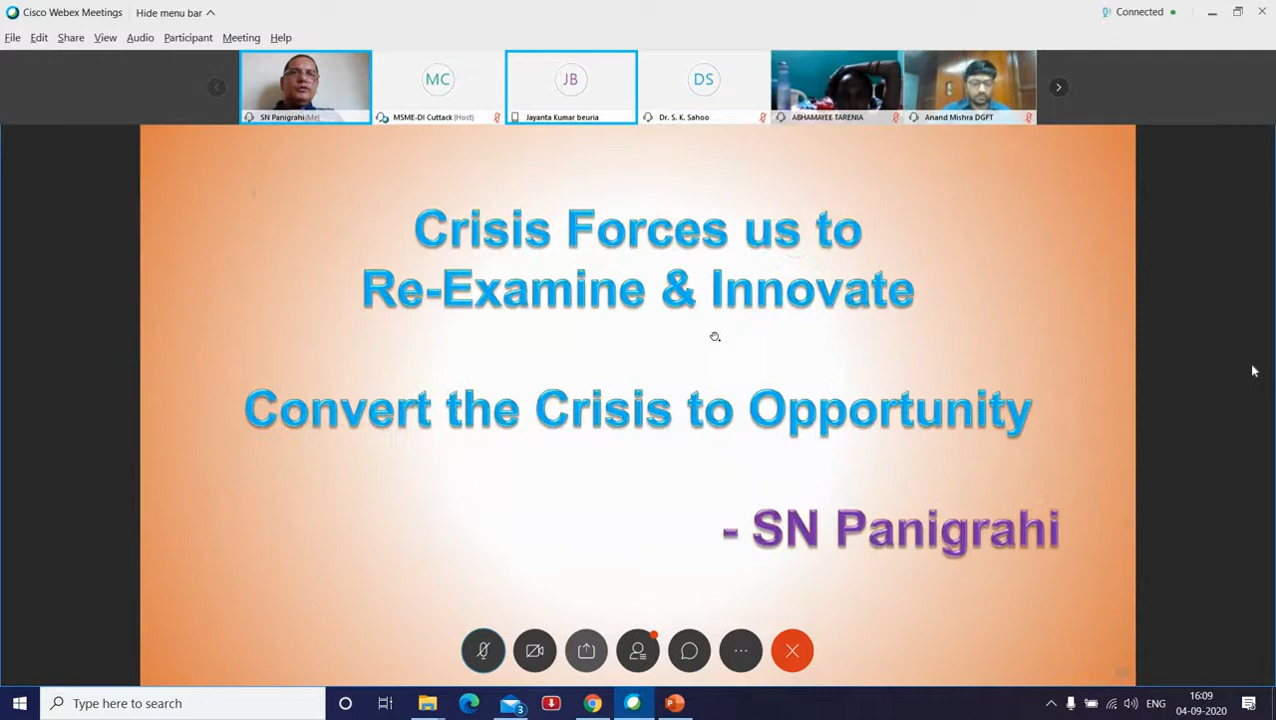 Cisco Webex Meetings
Hide menu bar
Connected
File Edit Share View Audio Participant Meeting Help
MC
JB
DS
SN Panigrahi (Me)
MSME-DI Cuttack (Host)
Jayanta Kumar beuria
Dr. S. K. Sahoo
ABHAMAYEE TARENIA
Anand Mishra DGFT
Crisis Forces us to
Re-Examine & Innovate
Convert the Crisis to Opportunity
- SN Panigrahi
Type here to search
3
ENG
16:09
04-09-2020